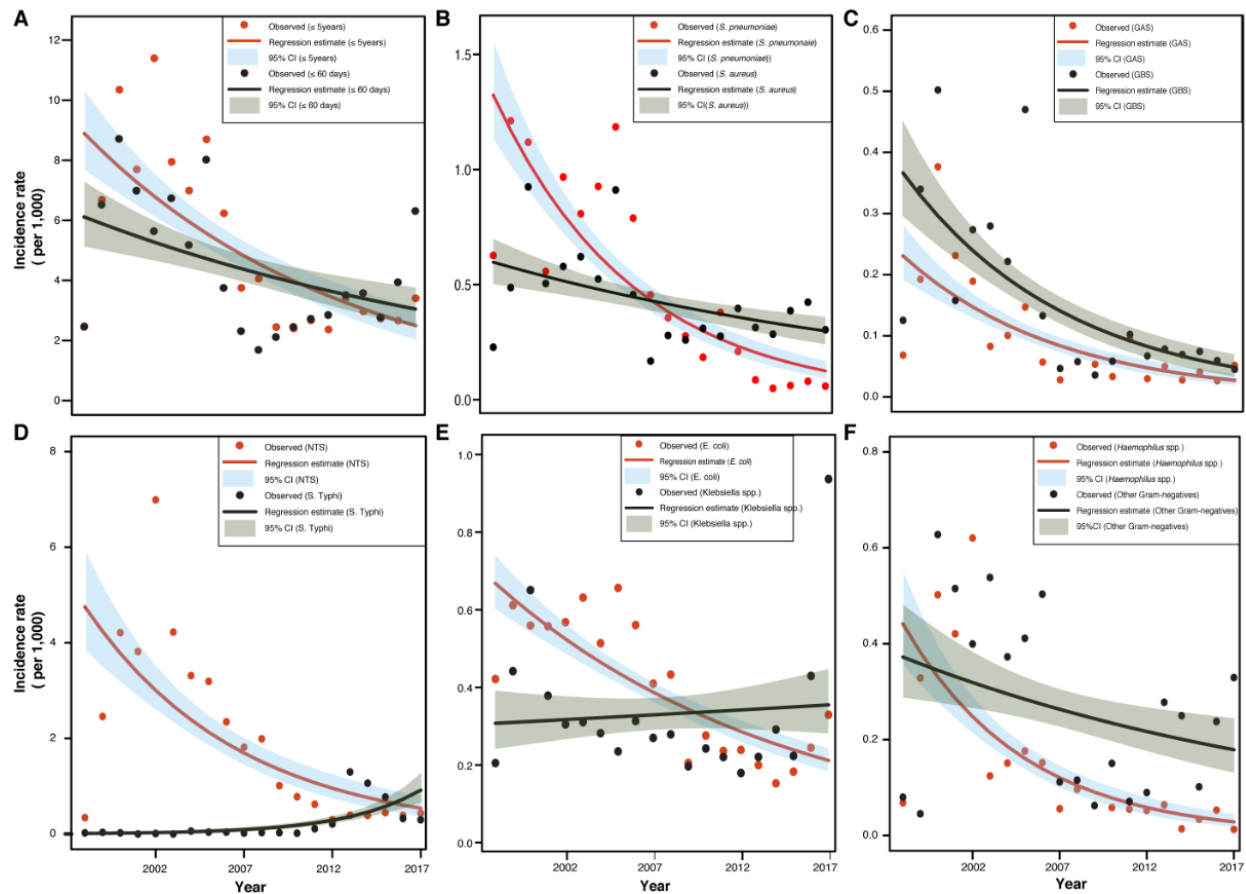 A
Observed (≤ 5years)
Regression estimate (≤ 5years)
95% CI (≤ 5years)
Observed (≤ 60 days)
Regression estimate (≤ 60 days)
95% CI (≤ 60 days)
12
10
8
6
4
2
0
Incidence rate
( per 1,000)
B
Observed (S. pneumoniae)
Regression estimate (S. pneumonaie)
95% CI (S. pneumoniae))
Observed (S. aureus)
Regression estimate (S. aureus)
95% CI(S. aureus))
1.5
1.0
0.5
0.0
C
Observed (GAS)
Regression estimate (GAS)
95% CI (GAS)
Observed (GBS)
Regression estimate (GBS)
95% CI (GBS)
0.6
0.5
0.4
0.3
0.2
0.1
0.0
D
Observed (NTS)
Regression estimate (NTS)
95% CI (NTS)
Observed (S. Typhi)
Regression estimate (S. Typhi)
95% CI (S. Typhi)
8
6
4
2
0
Incidence rate
( per 1,000)
2002 2007 2012 2017
Year
E
Observed (E. coli)
Regression estimate (E. coli)
95% CI (E. coli)
Observed (Klebsiella spp.)
Regression estimate (Klebsiella spp.)
95% CI (Klebsiella spp.)
1.0
0.8
0.6
0.4
0.2
0.0
2002 2007 2012 2017
Year
F
Observed (Haemophilus spp.)
Regression estimate (Haemophilus spp.)
95% CI (Haemophilus spp.)
Observed (Other Gram-negatives)
Regression estimate (Other Gram-negatives)
95%CI (Other Gram-negatives)
0.8
0.6
0.4
0.2
0.0
2002 2007 2012 2017
Year